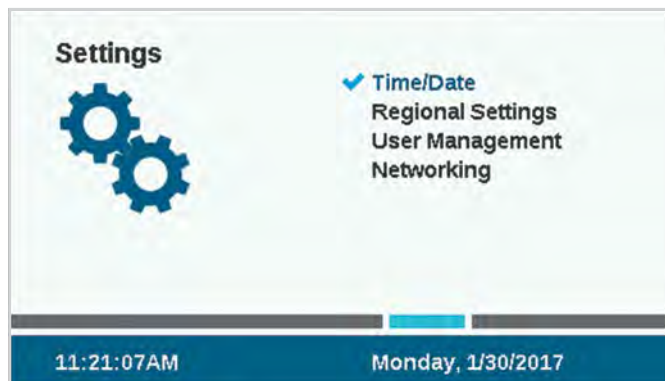 Settings
Time/Date
Regional Settings
User Management
Networking
11:21:07AM
Monday, 1/30/2017